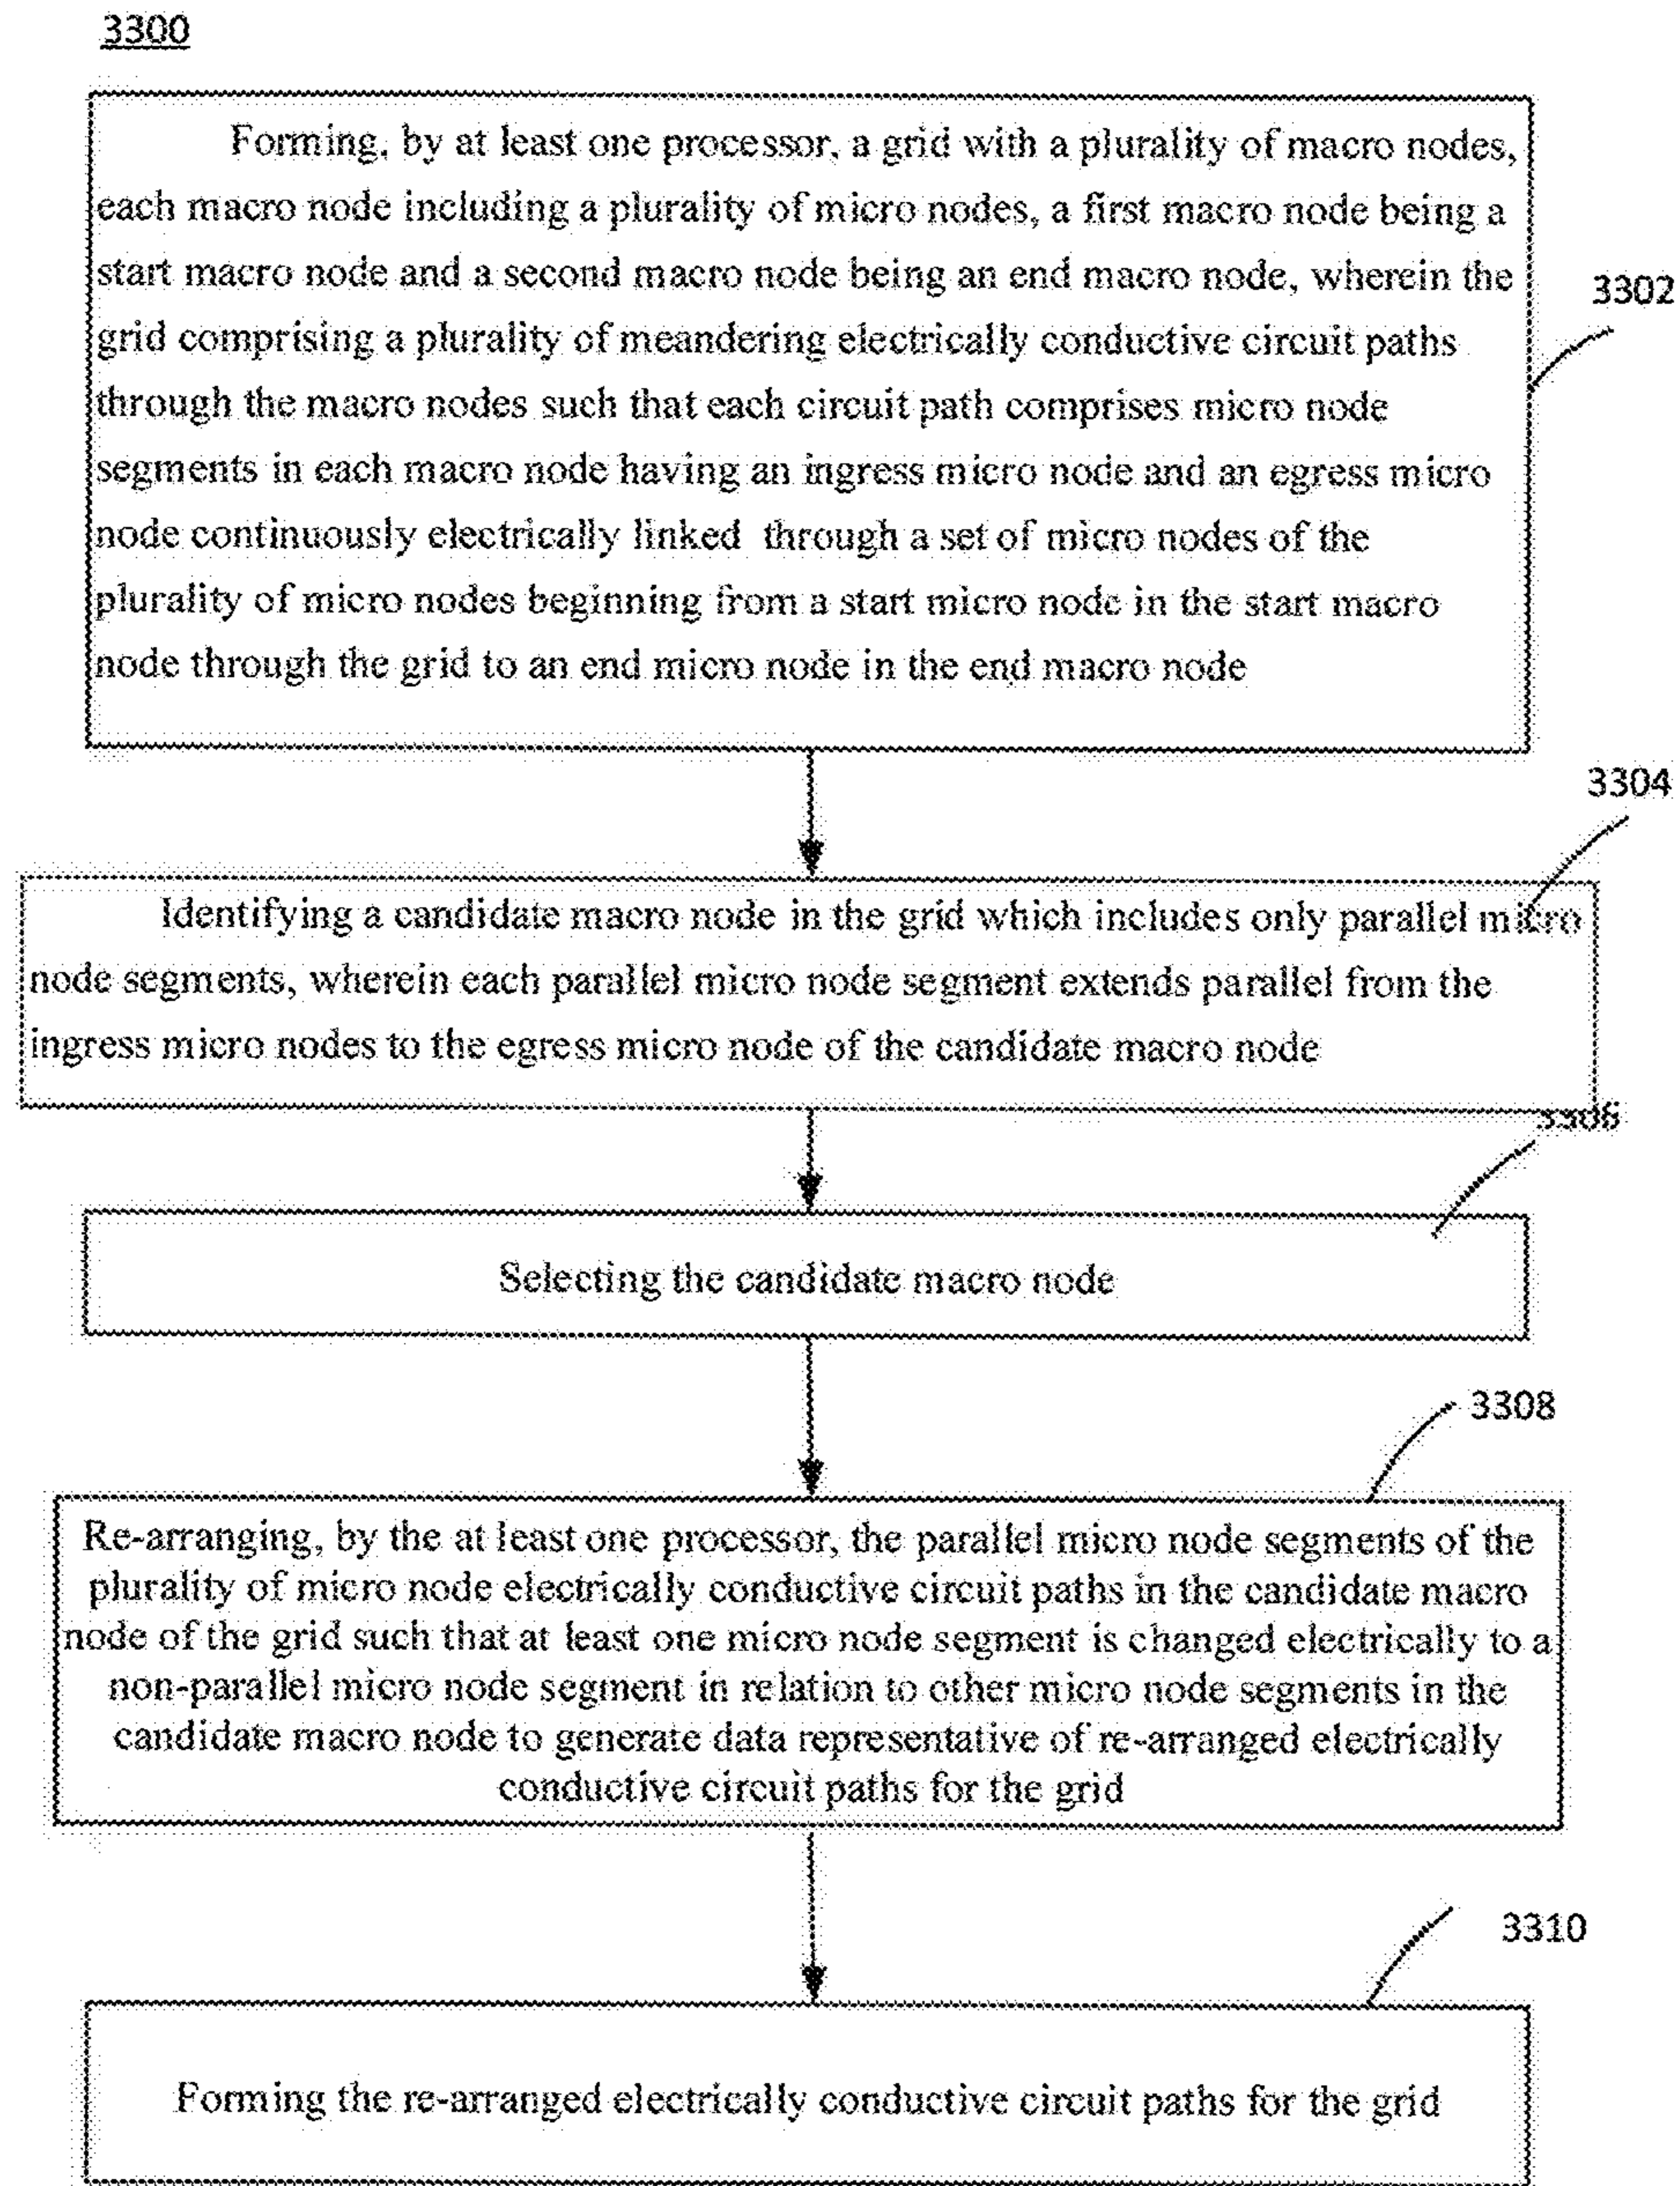 3300
Forming, by at least one processor, a grid with a plurality of macro nodes,
each macro node including a plurality of micro nodes, a first macro node being a
start macro node and a second macro node being an end macro node, wherein the
3302
grid comprising a plurality of meandering electrically conductive circuit paths
through the macro nodes such that each circuit path comprises micro node
segments in each macro node having an ingress micro node and an egress micro
node continuously electrically linked through a set of micro nodes of the
plurality of micro nodes beginning from a start micro node in the start macro
node through the grid to an end micro node in the end macro node
3304
Identifying a candidate macro node in the grid which includes only parallel micro
node segments, wherein each parallel micro node segment extends parallel from the
ingress micro nodes to the egress micro node of the candidate macro node
3306
Selecting the candidate macro node
3308
Re-arranging, by the at least one processor, the parallel micro node segments of the
plurality of micro node electrically conductive circuit paths in the candidate macro
node of the grid such that at least one micro node segment is changed electrically to a
non-parallel micro node segment in relation to other micro node segments in the
candidate macro node to generate data representative of re-arranged electrically
conductive circuit paths for the grid
3310
Forming the re-arranged electrically conductive circuit paths for the grid